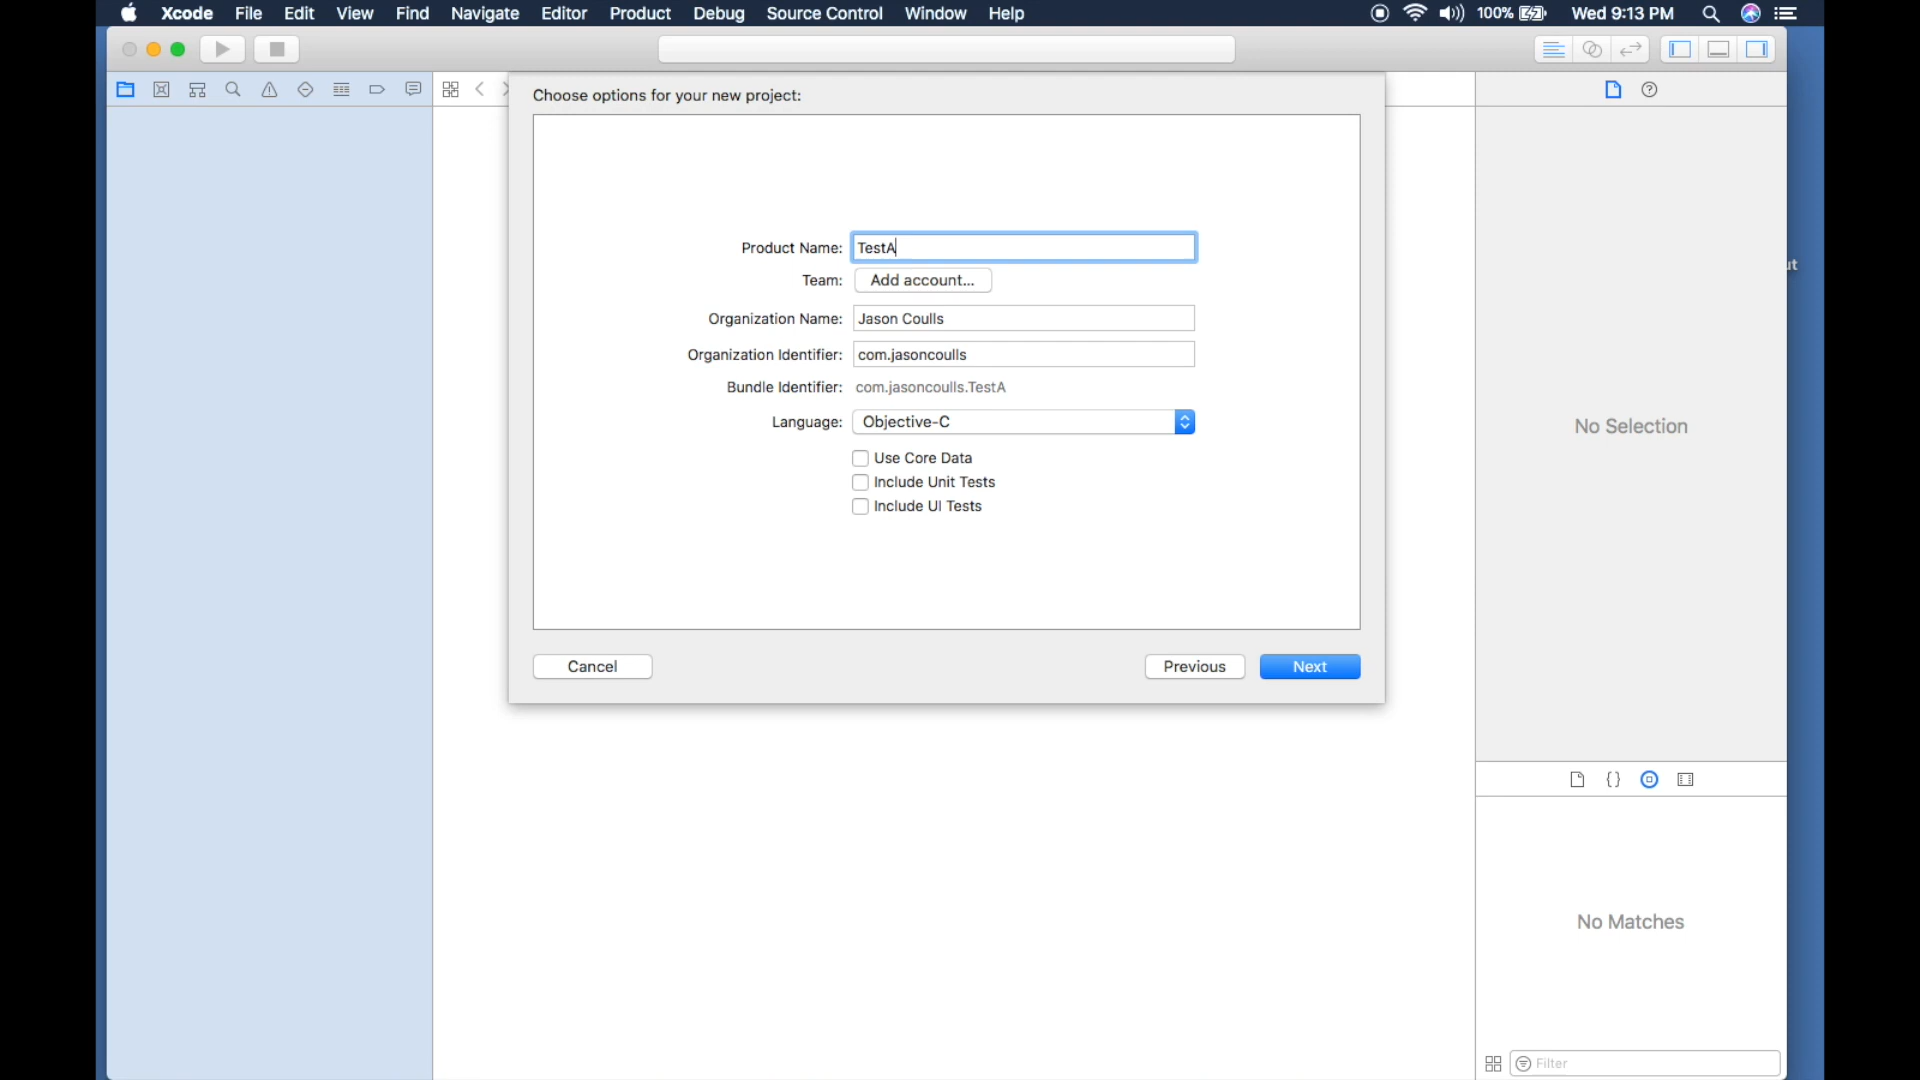 Xcode File Edit View Find Navigate Editor Product Debug Source Control Window Help 100% Wed 9:13 PM
Choose options for your new project:
Product Name: TestA
Team: Add account...
Organization Name: Jason Coulls
Organization Identifier: com.jasoncoulls
Bundle Identifier: com.jasoncoulls.TestA
Language: Objective-C
Use Core Data
Include Unit Tests
Include UI Tests
Cancel Previous Next
No Selection
No Matches
Filter